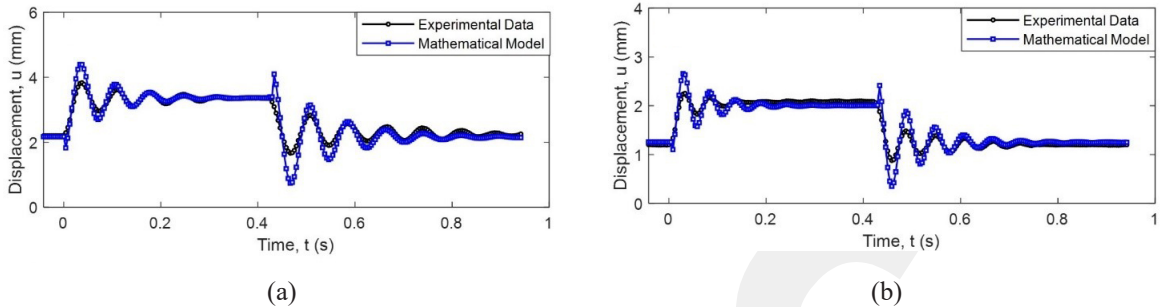 6
4
2
0
Displacement, u (mm)
Experimental Data
Mathematical Model
0
0.2
0.4
0.6
0.8
1
Time, t (s)
(a)
4
3
2
1
0
Displacement, u (mm)
Experimental Data
Mathematical Model
0
0.2
0.4
0.6
0.8
1
Time, t (s)
(b)